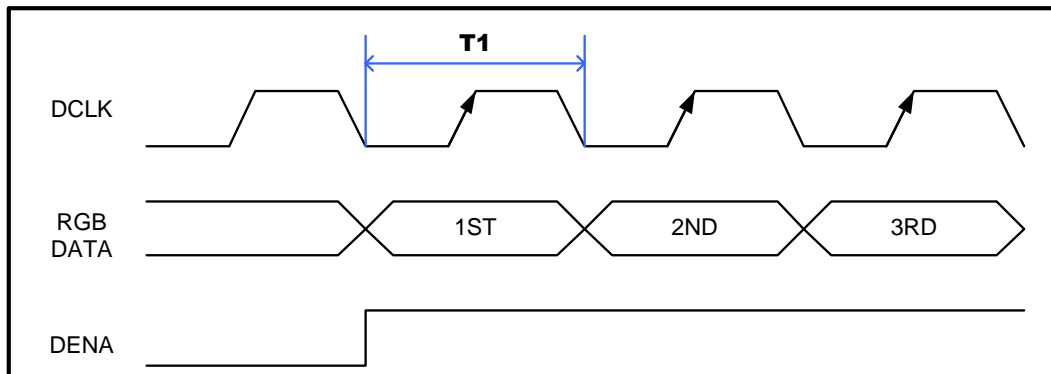 T1
DCLK
RGB
DATA
1ST
2ND
3RD
DENA